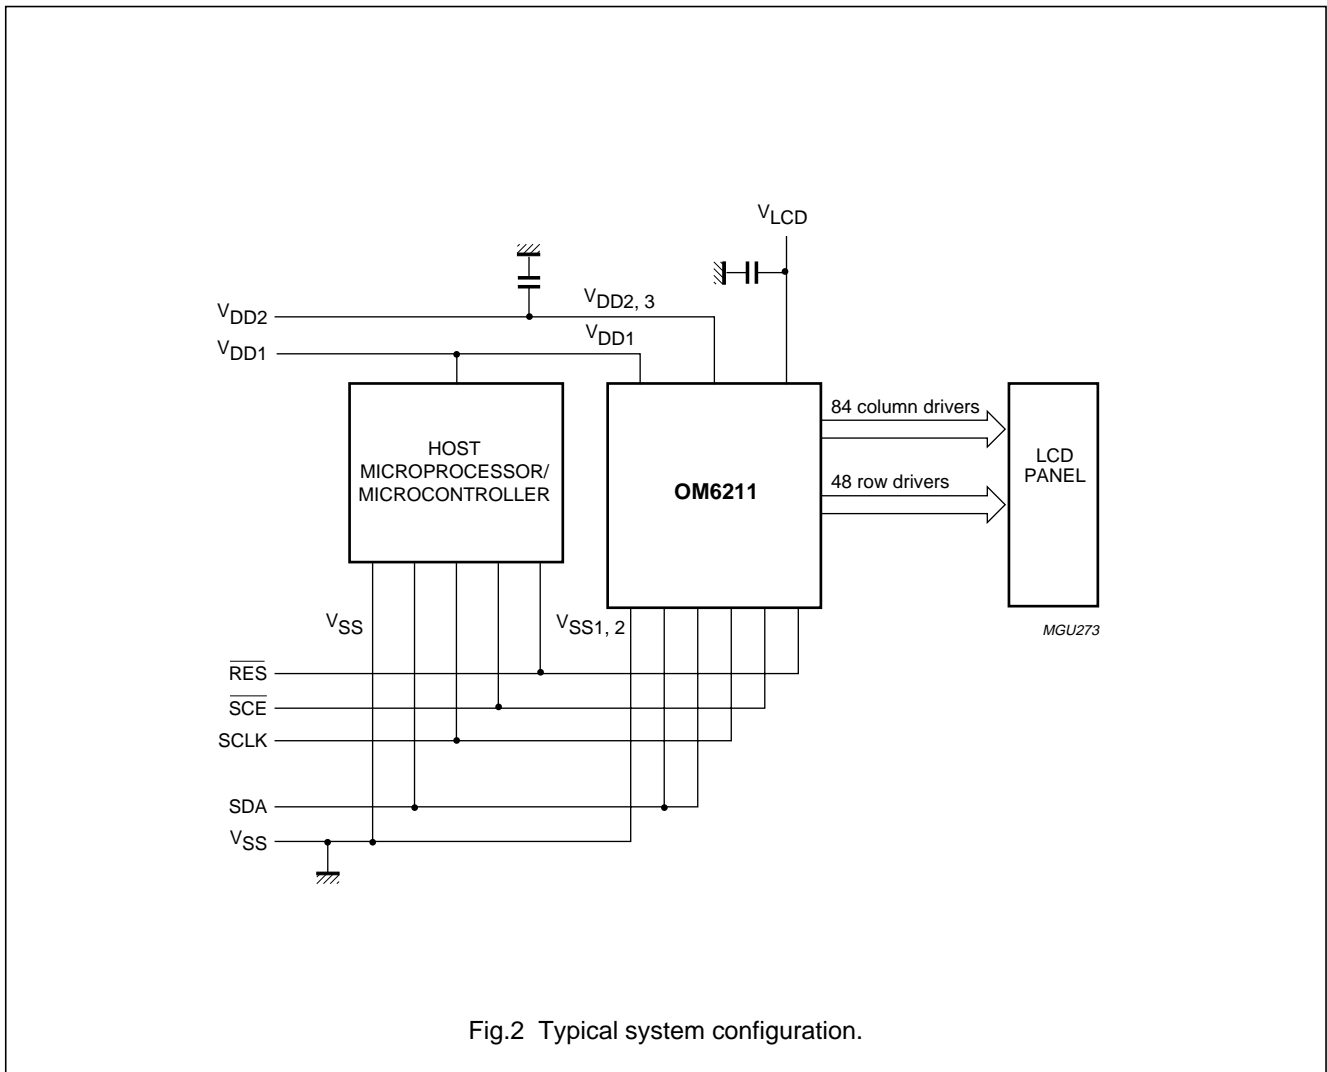 VLCD
VDD2, 3
VDD2
VDD1
VDD1
84 column drivers
HOST
MICROPROCESSOR/
MICROCONTROLLER
OM6211
LCD
PANEL
48 row drivers
VSS
VSS1, 2
MGU273
RES
SCE
SCLK
SDA
VSS
Fig.2 Typical system configuration.